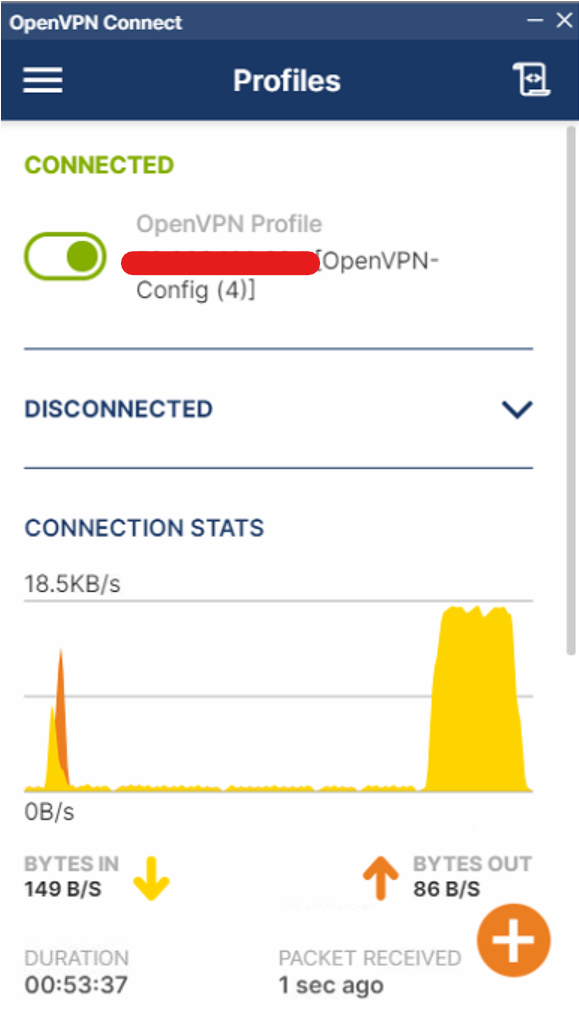 OpenVPN Connect
Profiles
CONNECTED
OpenVPN Profile
[OpenVPN-
Config (4)]
DISCONNECTED
CONNECTION STATS
18.5KB/s
0B/s
BYTES IN
149 B/S
BYTES OUT
86 B/S
DURATION
00:53:37
PACKET RECEIVED
1 sec ago